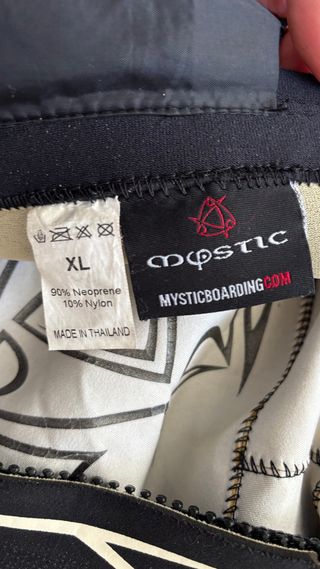 XL
90% Neoprene
10% Nylon
MADE IN THAILAND
mystic
MYSTICBOARDING.COM